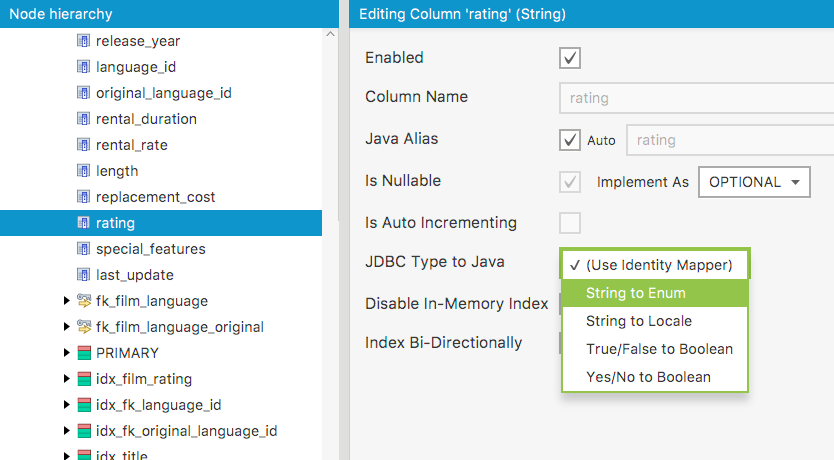 Node hierarchy
release_year
language_id
original_language_id
rental_duration
rental_rate
length
replacement_cost
rating
special_features
last_update
fk_film_language
fk_film_language_original
PRIMARY
idx_film_rating
idx_fk_language_id
idx_fk_original_language_id
idx_title
Editing Column 'rating' (String)
Enabled
Column Name rating
Java Alias Auto rating
Is Nullable Implement As OPTIONAL
Is Auto Incrementing
JDBC Type to Java ✓ (Use Identity Mapper)
String to Enum
Disable In-Memory Index
String to Locale
Index Bi-Directionally True/False to Boolean
Yes/No to Boolean